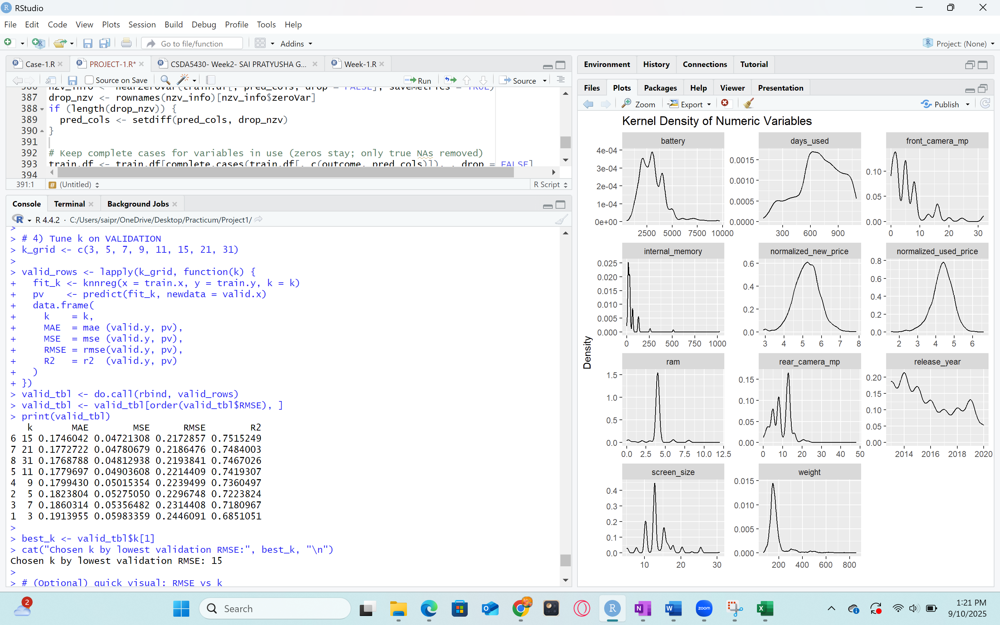 RStudio
File Edit Code View Plots Session Build Debug Profile Tools Help
Go to file/function Addins Project: (None)
Case-1.R PROJECT-1.R* CSDA5430- Week2- SAI PRATYUSHA G... Week-1.R
Source on Save Run Source
387 drop_nzv <- rownames(nzv_info)[nzv_info$zeroVar]
388 if (length(drop_nzv)) {
389 pred_cols <- setdiff(pred_cols, drop_nzv)
390 }
391
392 # Keep complete cases for variables in use (zeros stay; only true NAs removed)
393 train.df <- train.df[complete.cases(train.df[, c(outcome, pred_cols)]), , drop = FALSE]
394
391:1 # (Untitled) R Script
Console Terminal Background Jobs
R 4.4.2 · C:/Users/saipr/OneDrive/Desktop/Practicum/Project1/
>
> # 4) Tune k on VALIDATION
> k_grid <- c(3, 5, 7, 9, 11, 15, 21, 31)
>
> valid_rows <- lapply(k_grid, function(k) {
+   fit_k <- knnreg(x = train.x, y = train.y, k = k)
+   pv    <- predict(fit_k, newdata = valid.x)
+   data.frame(
+     k    = k,
+     MAE  = mae (valid.y, pv),
+     MSE  = mse (valid.y, pv),
+     RMSE = rmse(valid.y, pv),
+     R2   = r2  (valid.y, pv)
+   )
+ })
> valid_tbl <- do.call(rbind, valid_rows)
> valid_tbl <- valid_tbl[order(valid_tbl$RMSE), ]
> print(valid_tbl)
   k       MAE        MSE      RMSE        R2
6 15 0.1746042 0.04721308 0.2172857 0.7515249
7 21 0.1772722 0.04780679 0.2186476 0.7484003
8 31 0.1768788 0.04812938 0.2193841 0.7467026
5 11 0.1779697 0.04903608 0.2214409 0.7419307
4  9 0.1799430 0.05015354 0.2239499 0.7360497
2  5 0.1823804 0.05275050 0.2296748 0.7223824
3  7 0.1860314 0.05356482 0.2314408 0.7180967
1  3 0.1913955 0.05983359 0.2446091 0.6851051
>
> best_k <- valid_tbl$k[1]
> cat("Chosen k by lowest validation RMSE:", best_k, "\n")
Chosen k by lowest validation RMSE: 15
>
> # (Optional) quick visual: RMSE vs k
Environment History Connections Tutorial
Files Plots Packages Help Viewer Presentation
Zoom Export Publish
Kernel Density of Numeric Variables
Density
battery
4e-04
3e-04
2e-04
1e-04
0e+00
2500 5000 7500 10000
days_used
0.0015
0.0010
0.0005
0.0000
300 600 900
front_camera_mp
0.10
0.05
0.00
0 10 20 30
internal_memory
0.025
0.020
0.015
0.010
0.005
0.000
0 250 500 750 1000
normalized_new_price
0.6
0.4
0.2
0.0
3 4 5 6 7 8
normalized_used_price
0.8
0.6
0.4
0.2
0.0
2 3 4 5 6
ram
1.5
1.0
0.5
0.0
0.0 2.5 5.0 7.5 10.0 12.5
rear_camera_mp
0.15
0.10
0.05
0.00
0 10 20 30 40 50
release_year
0.20
0.15
0.10
0.05
0.00
2014 2016 2018 2020
screen_size
0.4
0.3
0.2
0.1
0.0
10 20 30
weight
0.015
0.010
0.005
0.000
200 400 600 800
2
Search
zoom
1:21 PM
9/10/2025